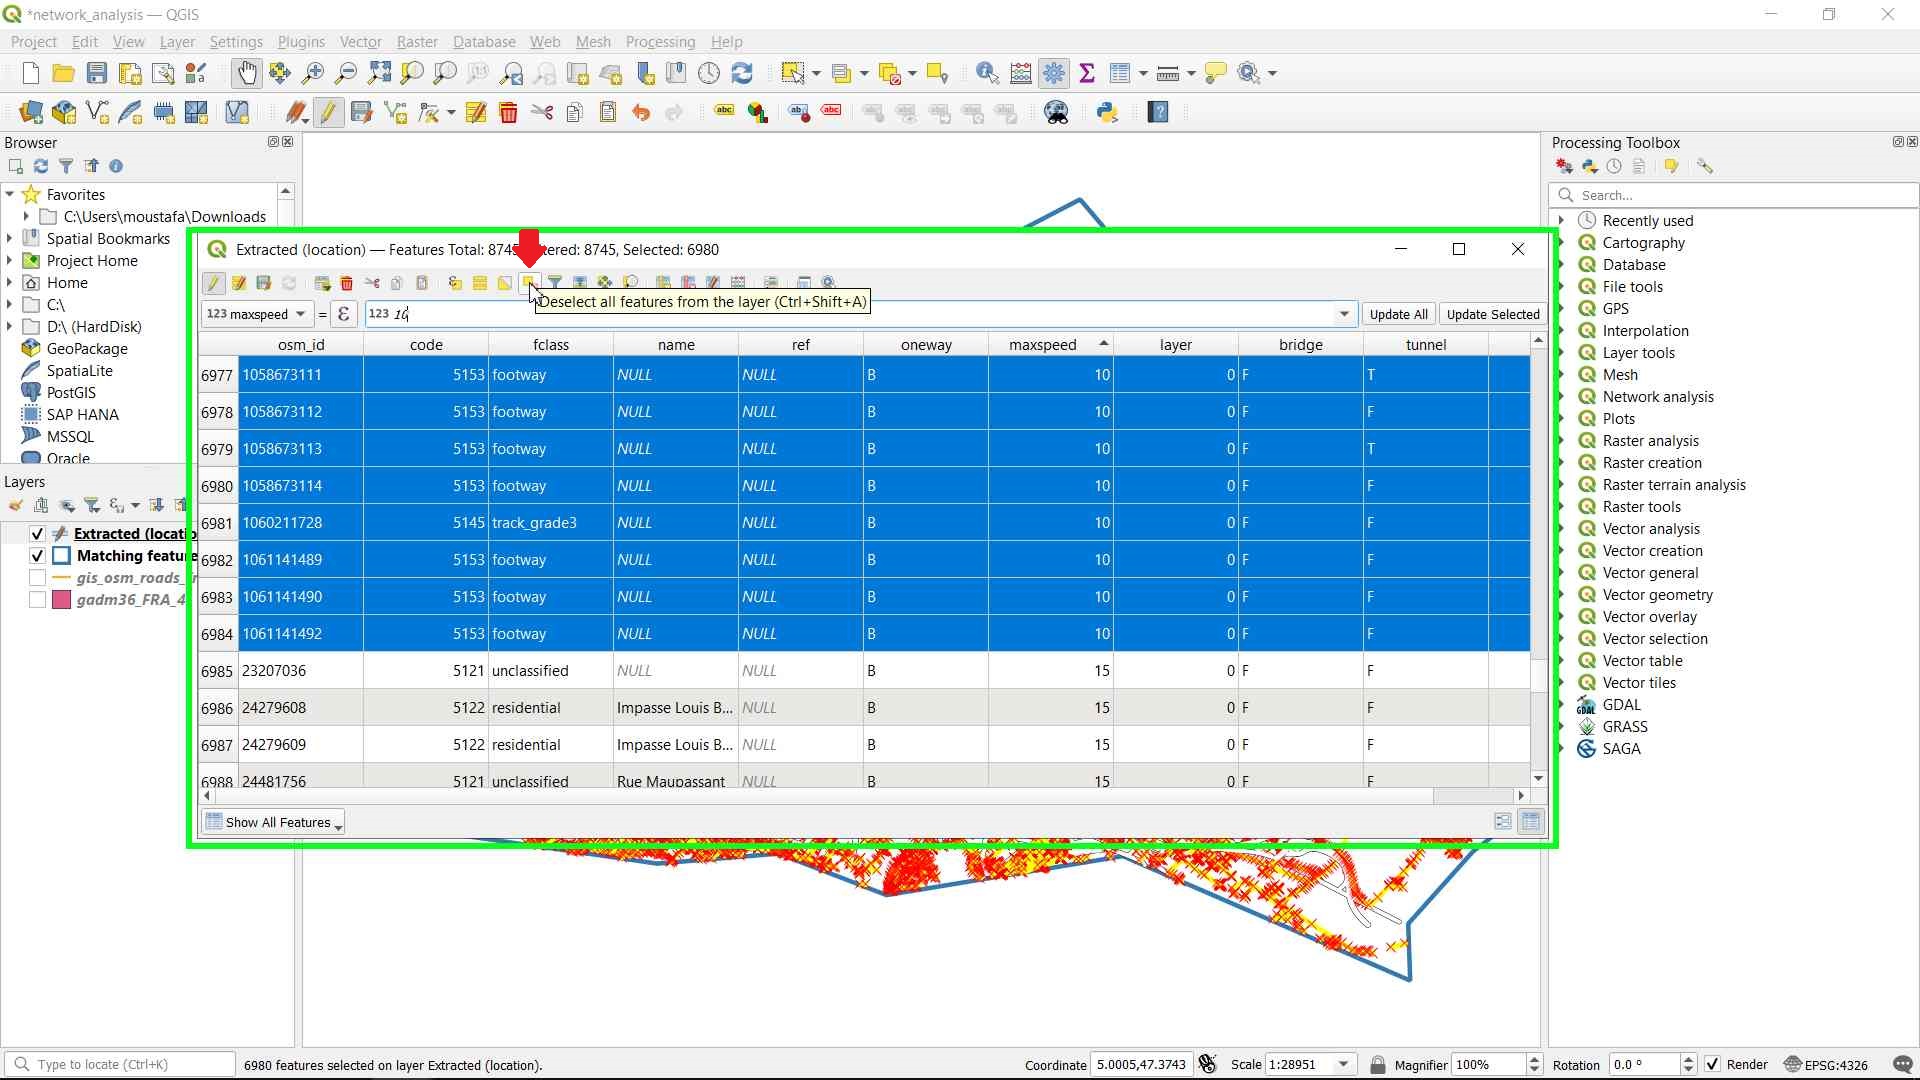 *network_analysis — QGIS
Project Edit View Layer Settings Plugins Vector Raster Database Web Mesh Processing Help
Browser
Favorites
C:\Users\moustafa\Downloads
Spatial Bookmarks
Project Home
Home
C:\
D:\ (HardDisk)
GeoPackage
SpatiaLite
PostGIS
SAP HANA
MSSQL
Oracle
Layers
Extracted (locatio
Matching feature
gis_osm_roads_fr
gadm36_FRA_4
Extracted (location) — Features Total: 8745, Filtered: 8745, Selected: 6980
Deselect all features from the layer (Ctrl+Shift+A)
123 maxspeed = ε 123 10 Update All Update Selected
osm_id code fclass name ref oneway maxspeed layer bridge tunnel
6977 1058673111 5153 footway NULL NULL B 10 0 F T
6978 1058673112 5153 footway NULL NULL B 10 0 F F
6979 1058673113 5153 footway NULL NULL B 10 0 F T
6980 1058673114 5153 footway NULL NULL B 10 0 F F
6981 1060211728 5145 track_grade3 NULL NULL B 10 0 F F
6982 1061141489 5153 footway NULL NULL B 10 0 F F
6983 1061141490 5153 footway NULL NULL B 10 0 F F
6984 1061141492 5153 footway NULL NULL B 10 0 F F
6985 23207036 5121 unclassified NULL NULL B 15 0 F F
6986 24279608 5122 residential Impasse Louis B... NULL B 15 0 F F
6987 24279609 5122 residential Impasse Louis B... NULL B 15 0 F F
6988 24481756 5121 unclassified Rue Maupassant NULL B 15 0 F F
Show All Features
Processing Toolbox
Search...
Recently used
Cartography
Database
File tools
GPS
Interpolation
Layer tools
Mesh
Network analysis
Plots
Raster analysis
Raster creation
Raster terrain analysis
Raster tools
Vector analysis
Vector creation
Vector general
Vector geometry
Vector overlay
Vector selection
Vector table
Vector tiles
GDAL
GRASS
SAGA
Type to locate (Ctrl+K) 6980 features selected on layer Extracted (location). Coordinate 5.0005,47.3743 Scale 1:28951 Magnifier 100% Rotation 0.0 ° Render EPSG:4326